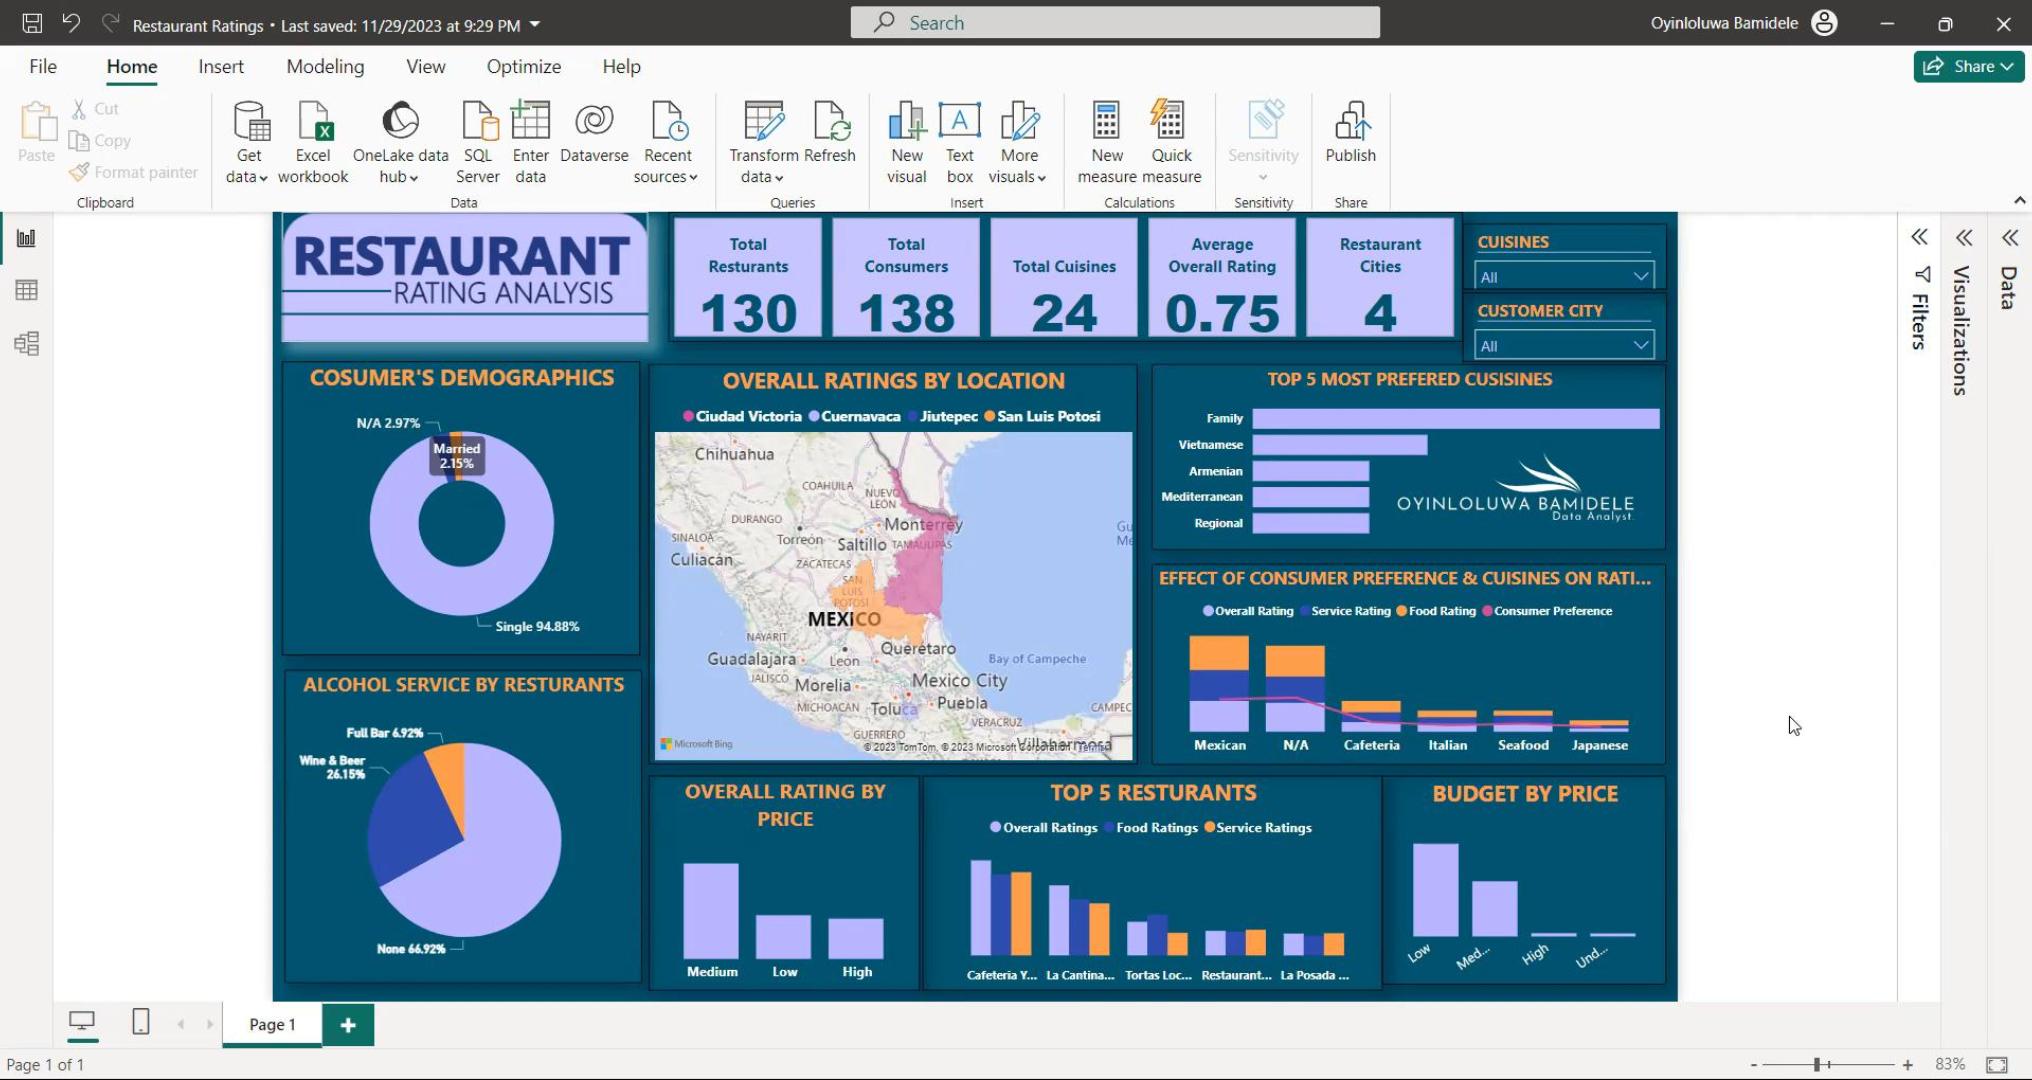 Restaurant Ratings • Last saved: 11/29/2023 at 9:29 PM
Search
Oyinloluwa Bamidele
File Home Insert Modeling View Optimize Help
Share
Paste
Cut
Copy
Format painter
Clipboard
Get data
Excel workbook
OneLake data hub
SQL Server
Enter data
Dataverse
Recent sources
Data
Transform data
Refresh
Queries
New visual
Text box
More visuals
Insert
New measure
Quick measure
Calculations
Sensitivity
Sensitivity
Publish
Share
RESTAURANT
RATING ANALYSIS
Total
Resturants
130
Total
Consumers
138
Total Cuisines
24
Average
Overall Rating
0.75
Restaurant
Cities
4
CUISINES
All
CUSTOMER CITY
All
Filters
Visualizations
Data
COSUMER'S DEMOGRAPHICS
N/A 2.97%
Married
2.15%
Single 94.88%
OVERALL RATINGS BY LOCATION
Ciudad Victoria Cuernavaca Jiutepec San Luis Potosi
Chihuahua
COAHUILA
NUEVO
LEÓN
DURANGO
Monterrey
SINALOA
Torreón
Saltillo
TAMAULIPAS
Culiacán
ZACATECAS
SAN
LUIS
POTOSÍ
MEXICO
NAYARIT
Querétaro
Guadalajara
Leon
Bay of Campeche
JALISCO
Morelia
Mexico City
MICHOACÁN
Toluca
Puebla
CAMPEC
VERACRUZ
GUERRERO
Villahermosa
Microsoft Bing
© 2023 TomTom, © 2023 Microsoft Corporation Terms
TOP 5 MOST PREFERED CUSISINES
Family
Vietnamese
Armenian
Mediterranean
Regional
OYINLOLUWA BAMIDELE
Data Analyst.
EFFECT OF CONSUMER PREFERENCE & CUISINES ON RATI...
Overall Rating Service Rating Food Rating Consumer Preference
Mexican N/A Cafeteria Italian Seafood Japanese
ALCOHOL SERVICE BY RESTURANTS
Full Bar 6.92%
Wine & Beer
26.15%
None 66.92%
OVERALL RATING BY
PRICE
Medium Low High
TOP 5 RESTURANTS
Overall Ratings Food Ratings Service Ratings
Cafeteria Y... La Cantina... Tortas Loc... Restaurant... La Posada ...
BUDGET BY PRICE
Low Med... High Und...
Page 1
+
Page 1 of 1
- + 83%